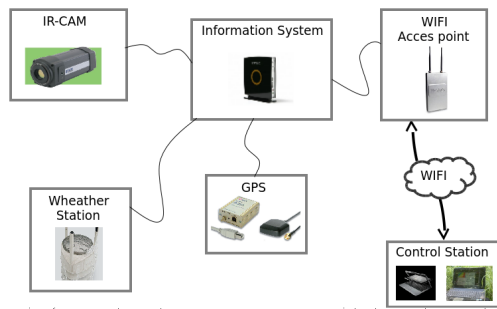 IR-CAM
Information System
WIFI
Acces point
WIFI
Wheather
Station
GPS
Control Station